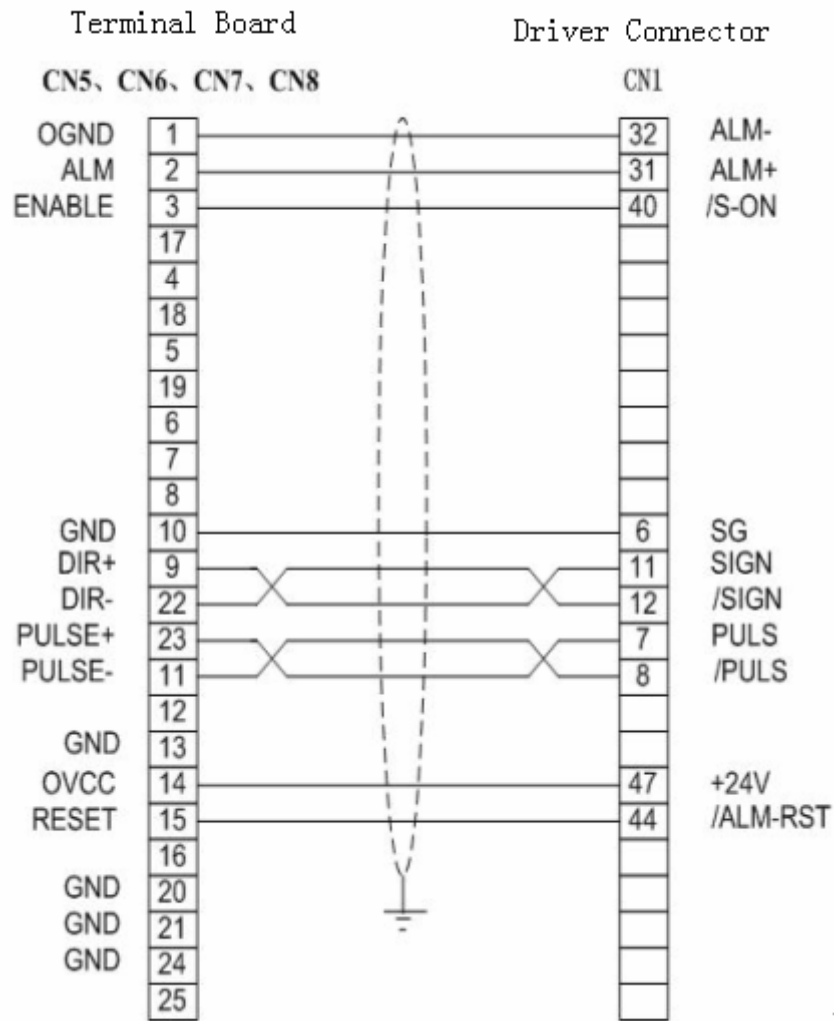 Terminal Board Driver Connector
CN5、CN6、CN7、CN8 CN1
OGND 1 32 ALM-
ALM 2 31 ALM+
ENABLE 3 40 /S-ON
17
4
18
5
19
6
7
8
GND 10 6 SG
DIR+ 9 11 SIGN
DIR- 22 12 /SIGN
PULSE+ 23 7 PULS
PULSE- 11 8 /PULS
12
GND 13
OVCC 14 47 +24V
RESET 15 44 /ALM-RST
16
GND 20
GND 21
GND 24
25